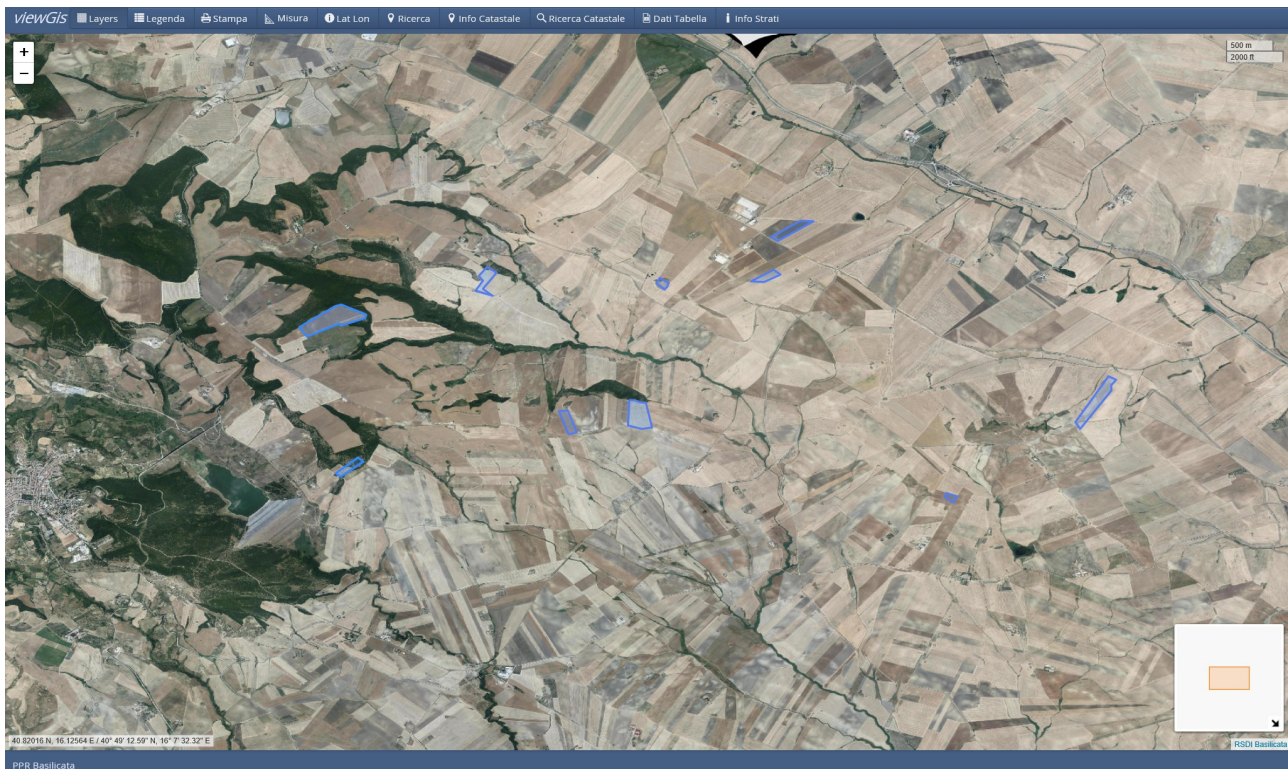 viewGis Layers Legenda Stampa Misura Lat Lon Ricerca Info Catastale Ricerca Catastale Dati Tabella Info Strati
+
−
500 m
2000 ft
40.82016 N, 16.12564 E / 40° 49' 12.59" N, 16° 7' 32.32" E
RSDI Basilicata
PPR Basilicata